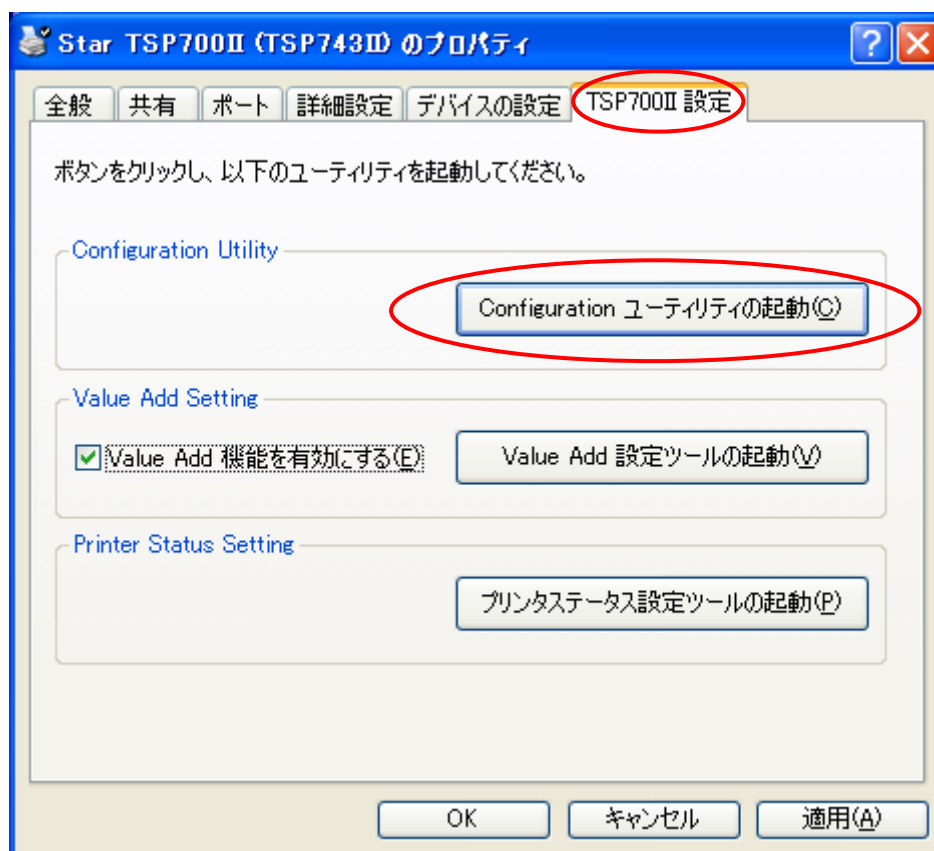 Star TSP700Ⅱ (TSP743Ⅱ) のプロパティ
全般 共有 ポート 詳細設定 デバイスの設定 TSP700Ⅱ 設定
ボタンをクリックし、以下のユーティリティを起動してください。
Configuration Utility
Configuration ユーティリティの起動(C)
Value Add Setting
Value Add 機能を有効にする(E) Value Add 設定ツールの起動(V)
Printer Status Setting
プリンタステータス設定ツールの起動(P)
OK キャンセル 適用(A)